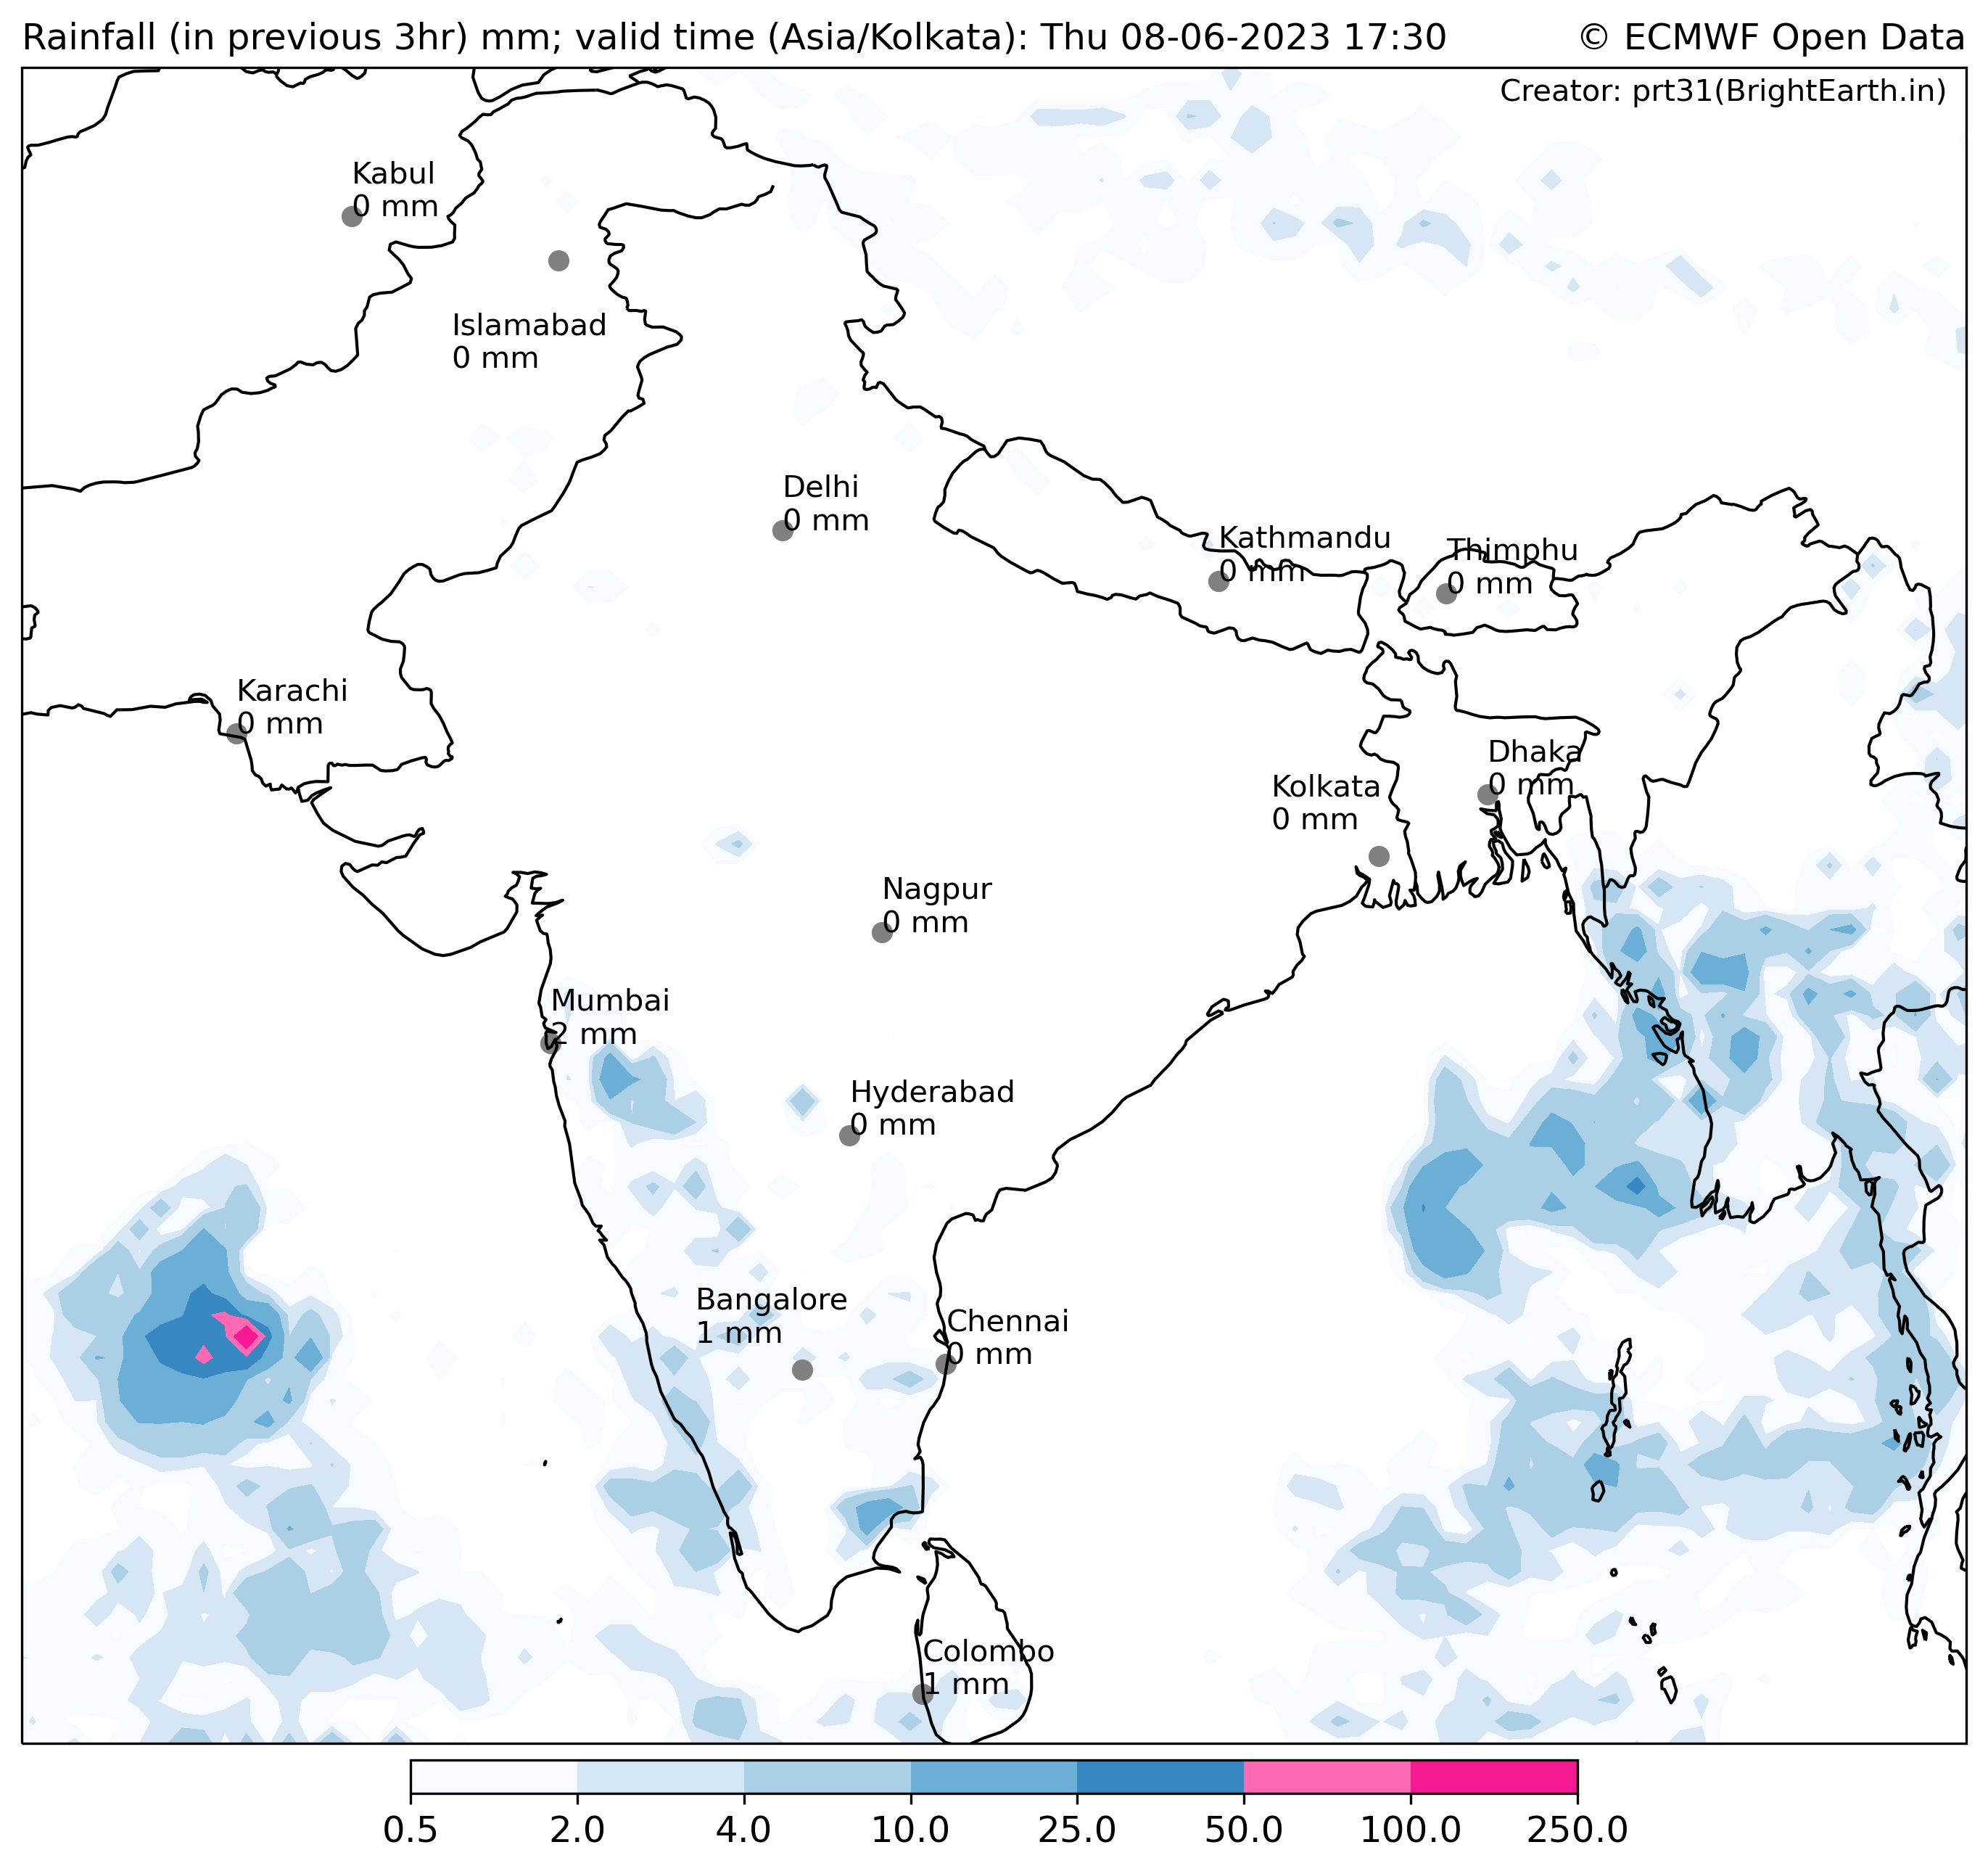 Rainfall (in previous 3hr) mm; valid time (Asia/Kolkata): Thu 08-06-2023 17:30
© ECMWF Open Data
Creator: prt31(BrightEarth.in)
Kabul
0 mm
Islamabad
0 mm
Delhi
0 mm
Kathmandu
0 mm
Thimphu
0 mm
Karachi
0 mm
Dhaka
0 mm
Kolkata
0 mm
Nagpur
0 mm
Mumbai
2 mm
Hyderabad
0 mm
Bangalore
1 mm
Chennai
0 mm
Colombo
1 mm
0.5 2.0 4.0 10.0 25.0 50.0 100.0 250.0